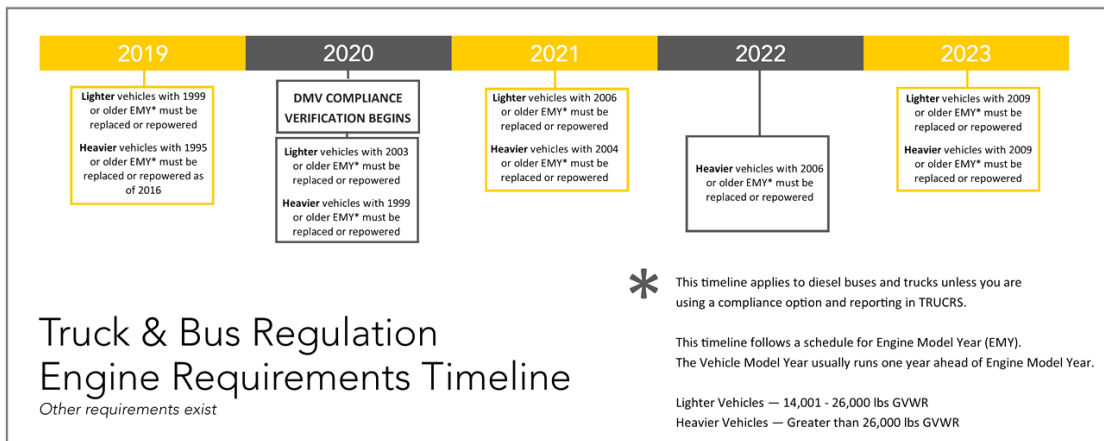 2019
2020
2021
2022
2023
Lighter vehicles with 1999
or older EMY* must be
replaced or repowered
Heavier vehicles with 1995
or older EMY* must be
replaced or repowered as
of 2016
DMV COMPLIANCE
VERIFICATION BEGINS
Lighter vehicles with 2003
or older EMY* must be
replaced or repowered
Heavier vehicles with 1999
or older EMY* must be
replaced or repowered
Lighter vehicles with 2006
or older EMY* must be
replaced or repowered
Heavier vehicles with 2004
or older EMY* must be
replaced or repowered
Heavier vehicles with 2006
or older EMY* must be
replaced or repowered
Lighter vehicles with 2009
or older EMY* must be
replaced or repowered
Heavier vehicles with 2009
or older EMY* must be
replaced or repowered
Truck & Bus Regulation
Engine Requirements Timeline
Other requirements exist
*
This timeline applies to diesel buses and trucks unless you are
using a compliance option and reporting in TRUCRS.
This timeline follows a schedule for Engine Model Year (EMY).
The Vehicle Model Year usually runs one year ahead of Engine Model Year.
Lighter Vehicles — 14,001 - 26,000 lbs GVWR
Heavier Vehicles — Greater than 26,000 lbs GVWR